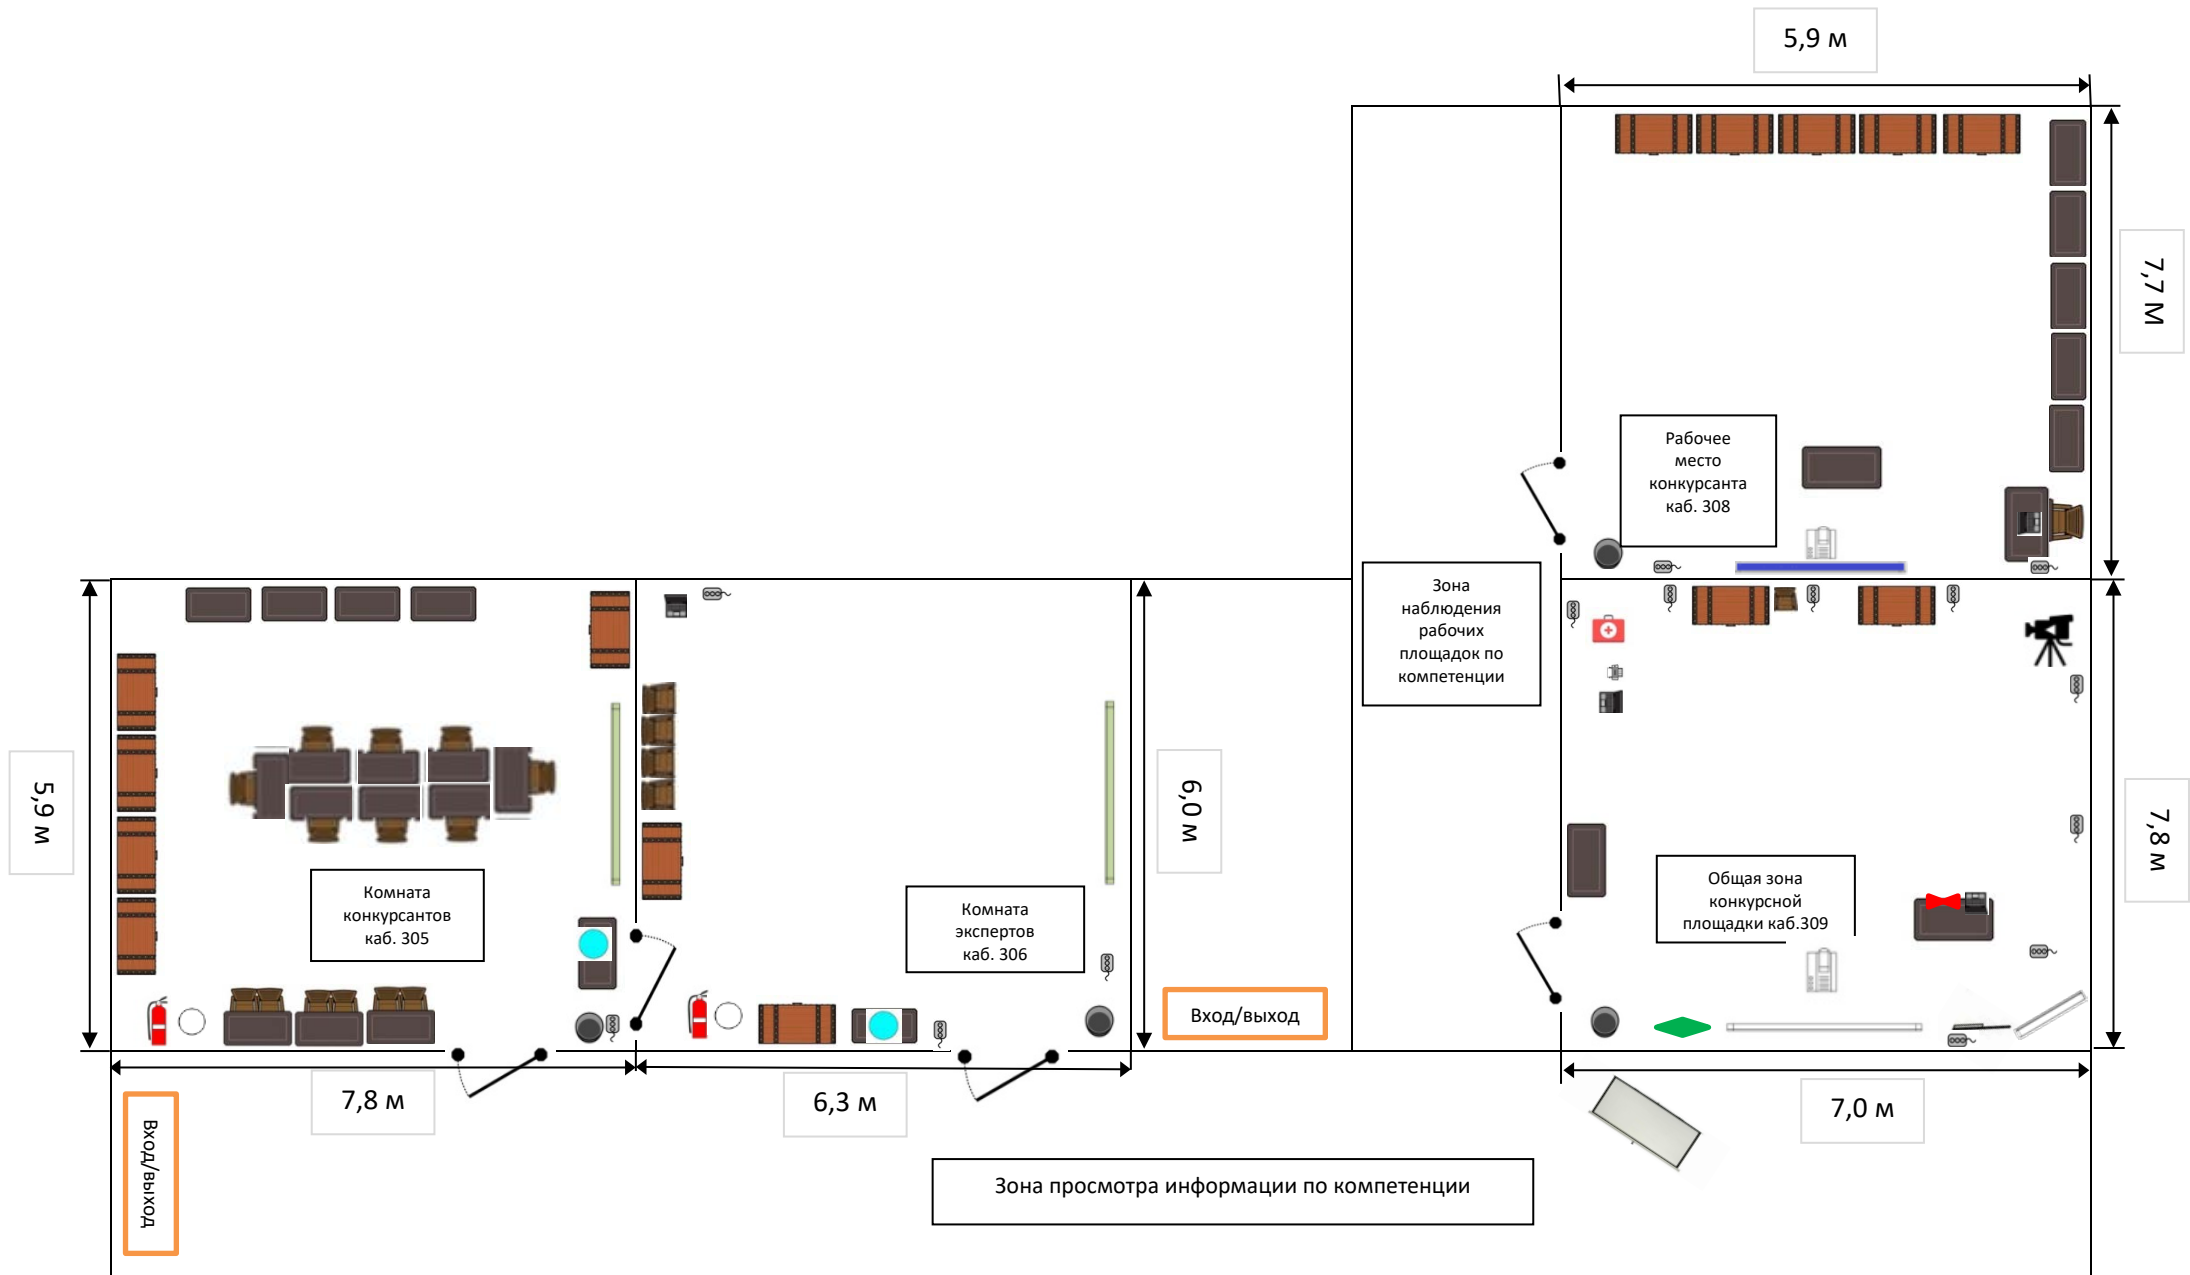 5,9 м
7,7 М
Рабочее
место
конкурсанта
каб. 308
Зона
наблюдения
рабочих
площадок по
компетенции
5,9 м
6,0 м
7,8 м
Комната
конкурсантов
каб. 305
Комната
экспертов
каб. 306
Общая зона
конкурсной
площадки каб.309
Вход/выход
7,8 м
6,3 м
7,0 м
Вход/выход
Зона просмотра информации по компетенции